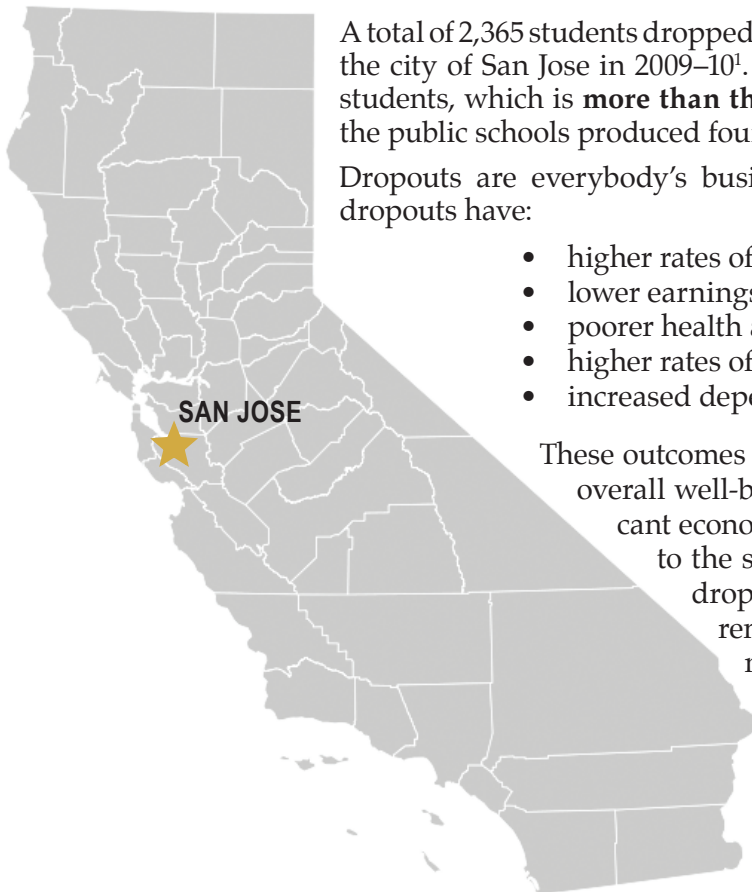 A total of 2,365 students dropped
the city of San Jose in 2009–10¹.
students, which is more than th
the public schools produced fou
Dropouts are everybody's busi
dropouts have:
• higher rates of
• lower earnings
• poorer health a
• higher rates of
• increased depe
SAN JOSE
These outcomes
overall well-b
cant econo
to the s
drop
ren